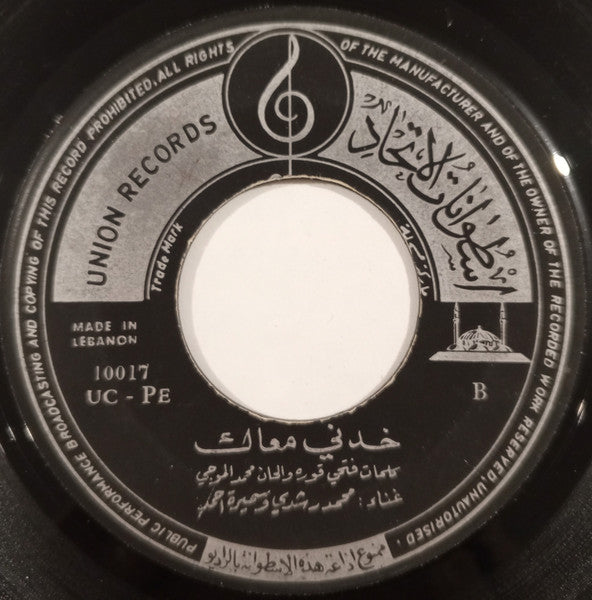 UNAUTHORISED PUBLIC PERFORMANCE BROADCASTING AND COPYING OF THIS RECORD PROHIBITED. ALL RIGHTS OF THE MANUFACTURER AND OF THE OWNER OF THE RECORDED WORK RESERVED.
UNION RECORDS
اسطوانات الاتحاد
Trade Mark
MADE IN
LEBANON
10017
UC - PE
B
خدني معاك
كلمات فتحي قوره والحان محمد الموجي
غناء : محمد رشدي وسميرة احمد
ممنوع اذاعة هذه الاسطوانة بالراديو